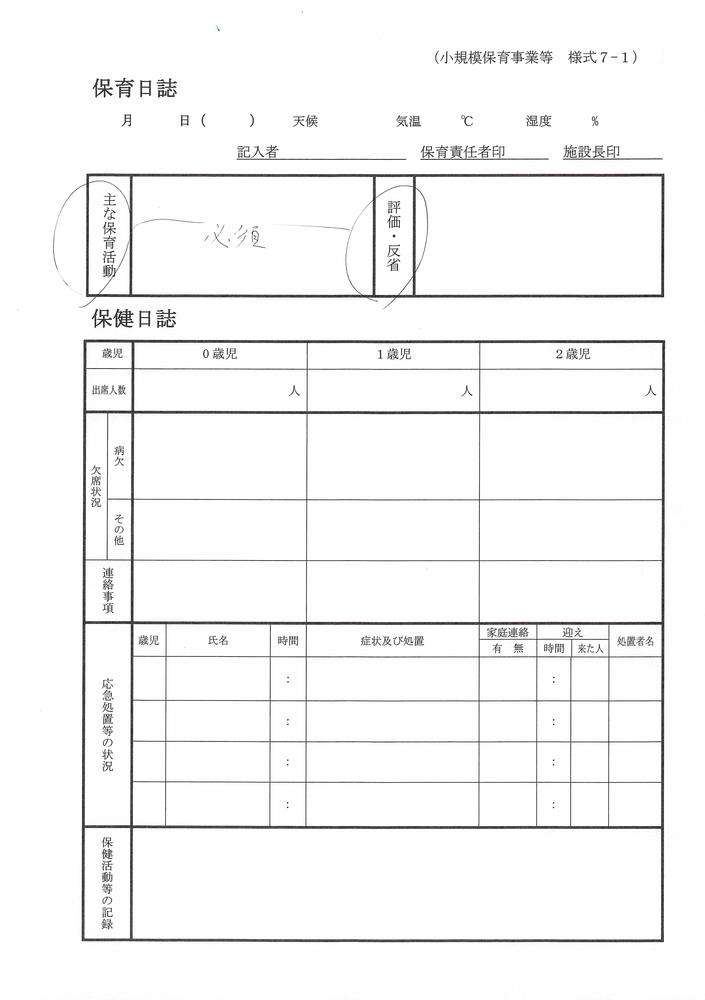 （小規模保育事業等　様式７-１）
保育日誌
月　日（　）　天候　気温　℃　湿度　％
記入者　保育責任者印　施設長印
主な保育活動　必須　評価・反省
保健日誌
歳児　０歳児　１歳児　２歳児
出席人数　人　人　人
欠席状況
病欠
その他
連絡事項
応急処置等の状況
歳児　氏名　時間　症状及び処置　家庭連絡　迎え　処置者名
有　無　時間　来た人
：　：
：　：
：　：
：　：
保健活動等の記録